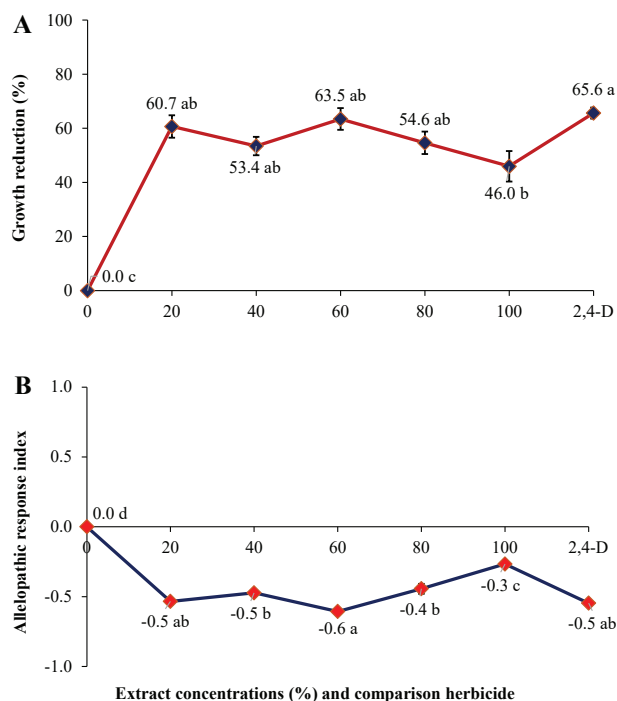 A
Growth reduction (%)
100
80
60
40
20
0
60.7 ab
53.4 ab
63.5 ab
54.6 ab
46.0 b
65.6 a
0.0 c
0 20 40 60 80 100 2,4-D
B
Allelopathic response index
1.0
0.5
0.0
-0.5
-1.0
0.0 d
0 20 40 60 80 100 2,4-D
-0.5 ab
-0.5 b
-0.6 a
-0.4 b
-0.3 c
-0.5 ab
Extract concentrations (%) and comparison herbicide